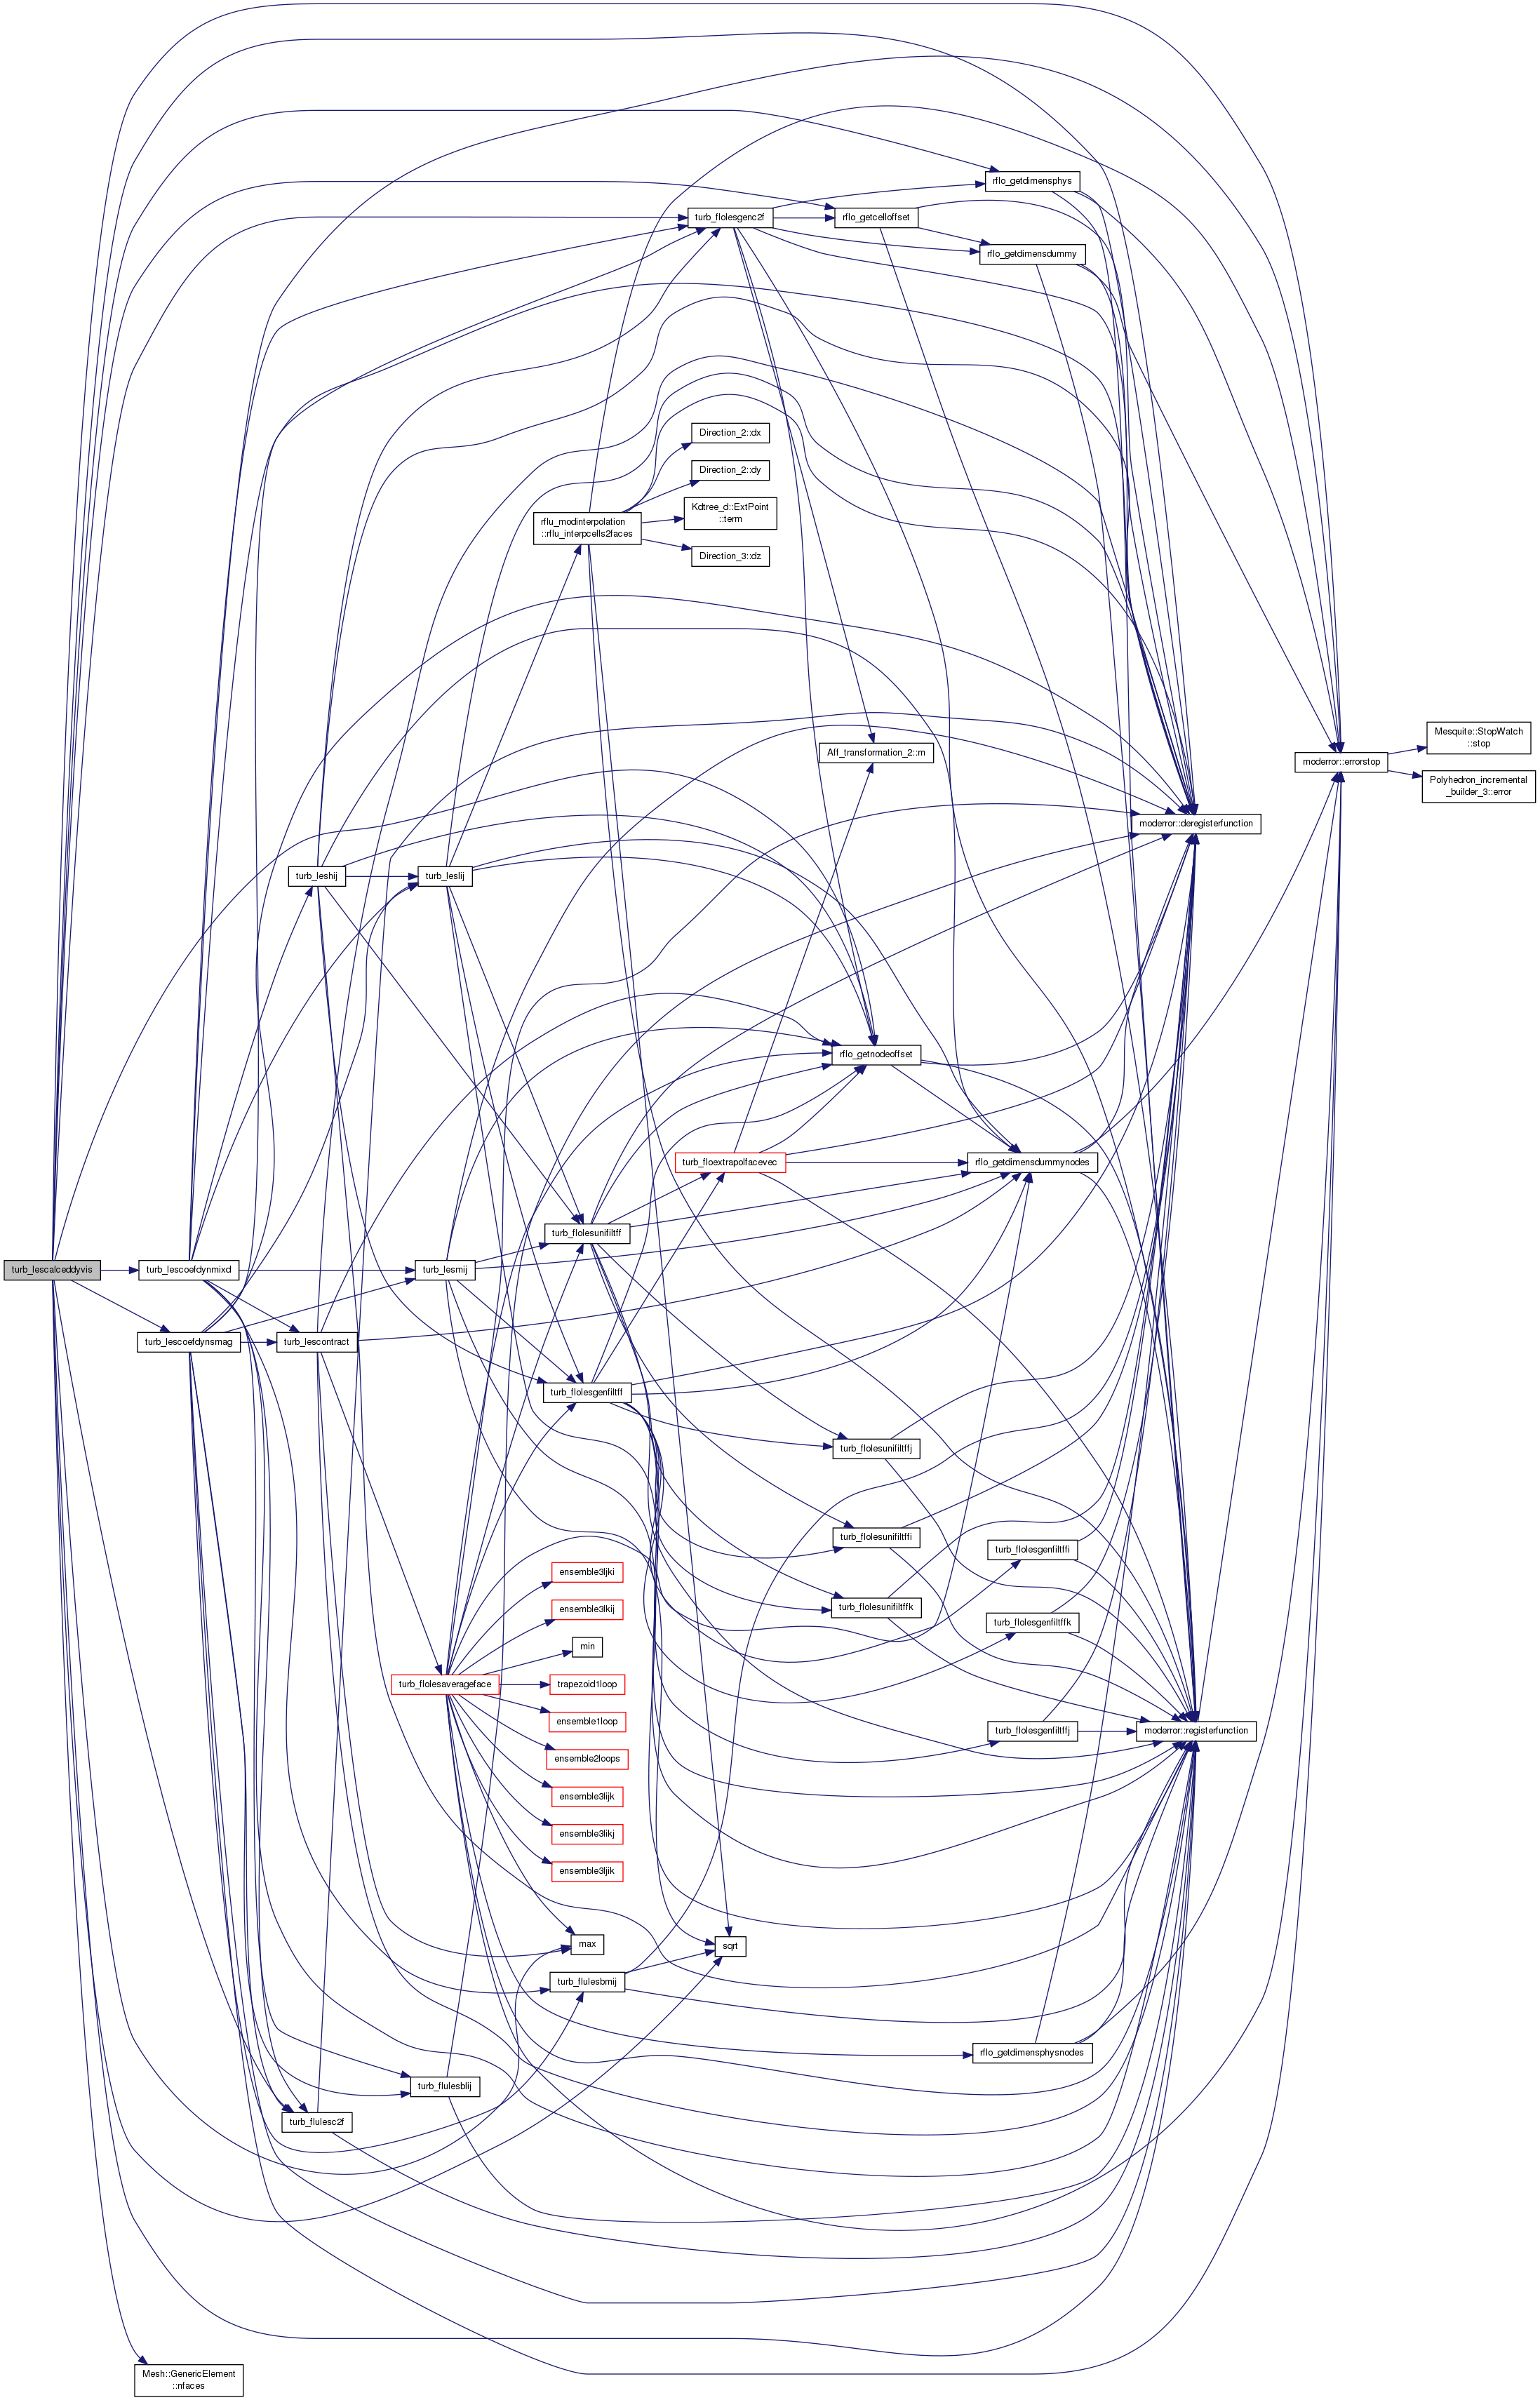 rflo_getdimensphys
turb_flolesgenc2f
rflo_getcelloffset
rflo_getdimensdummy
Direction_2::dx
Direction_2::dy
Kdtree_d::ExtPoint
::term
rflu_modinterpolation
::rflu_interpcells2faces
Direction_3::dz
Mesquite::StopWatch
::stop
Aff_transformation_2::m
moderror::errorstop
Polyhedron_incremental
_builder_3::error
moderror::deregisterfunction
turb_leshij
turb_leslij
rflo_getnodeoffset
turb_floextrapolfacevec
rflo_getdimensdummynodes
turb_flolesunifiltff
turb_lescalceddyvis
turb_lescoefdynmixd
turb_lesmij
turb_lescoefdynsmag
turb_lescontract
turb_flolesgenfiltff
turb_flolesunifiltffj
turb_flolesunifiltffi
turb_flolesgenfiltffi
ensemble3ljki
ensemble3lkij
turb_flolesunifiltffk
turb_flolesgenfiltffk
min
turb_flolesaverageface
trapezoid1loop
ensemble1loop
turb_flolesgenfiltffj
moderror::registerfunction
ensemble2loops
ensemble3lijk
ensemble3likj
ensemble3ljik
max
sqrt
turb_flulesbmij
rflo_getdimensphysnodes
turb_flulesblij
turb_flulesc2f
Mesh::GenericElement
::nfaces